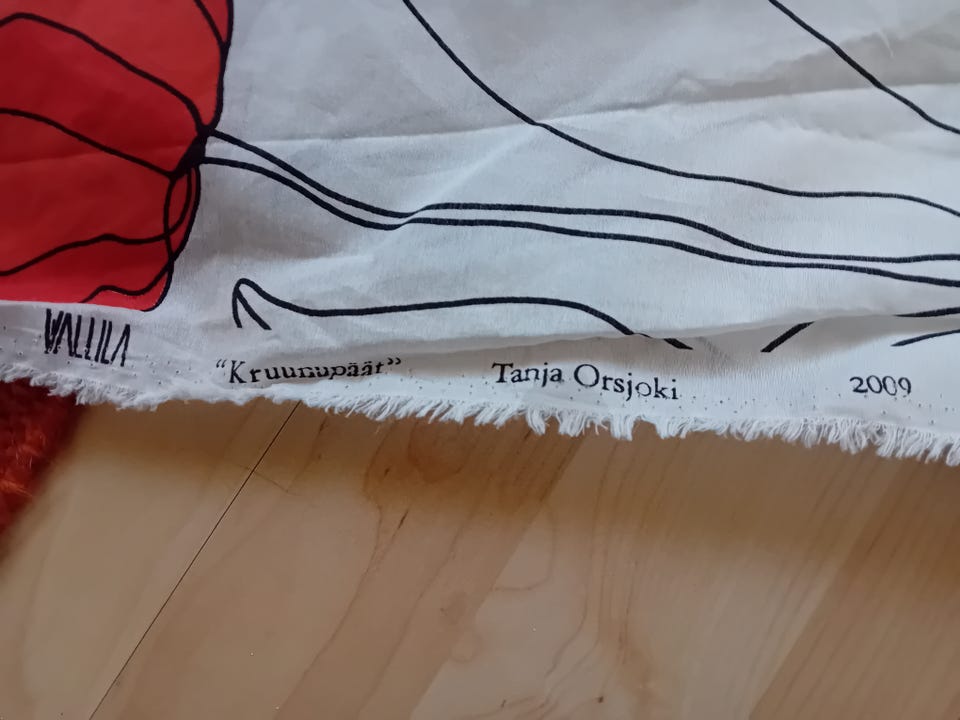 VALLILA
“Kruunupäät” Tanja Orsjoki 2009